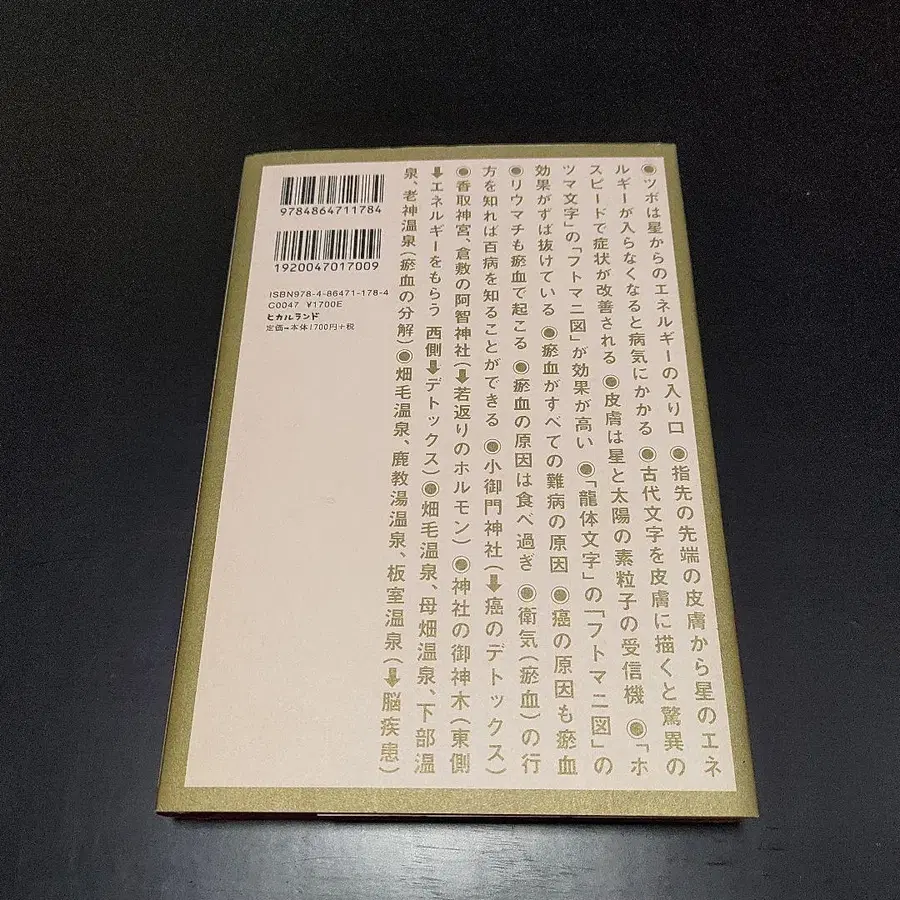 ◉ツボは星からのエネルギーの入り口 ◉指先の先端の皮膚から星のエネ
ルギーが入らなくなると病気にかかる ◉古代文字を皮膚に描くと驚異の
スピードで症状が改善される ◉皮膚は星と太陽の素粒子の受信機 ◉「ホ
ツマ文字」の「フトマニ図」が効果が高い ◉「龍体文字」の「フトマニ図」の
効果がずば抜けている ◉瘀血がすべての難病の原因 ◉癌の原因も瘀血
◉リウマチも瘀血で起こる ◉瘀血の原因は食べ過ぎ ◉衛気(瘀血)の行
方を知れば百病を知ることができる ◉小御門神社(➡癌のデトックス)
◉香取神宮、倉敷の阿智神社(➡若返りのホルモン) ◉神社の御神木(東側
➡エネルギーをもらう 西側➡デトックス) ◉畑毛温泉、母畑温泉、下部温
泉、老神温泉(瘀血の分解) ◉畑毛温泉、鹿教湯温泉、板室温泉(➡脳疾患)
9784864711784
1920047017009
ISBN978-4-86471-178-4
C0047 ¥1700E
ヒカルランド
定価➡本体1700円+税